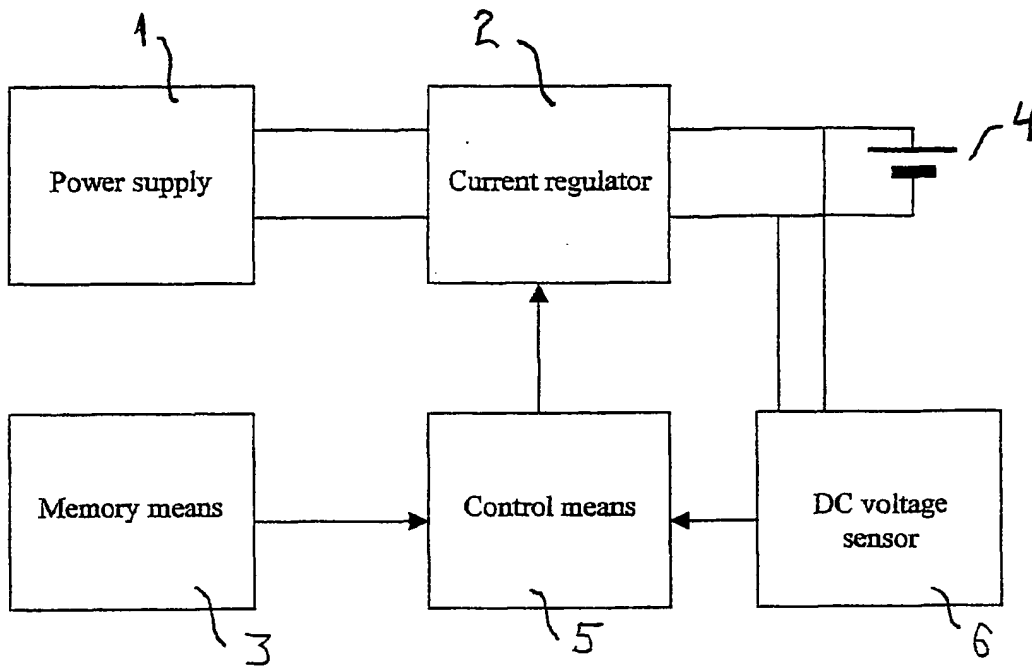 1
2
4
Power supply
Current regulator
Memory means
Control means
DC voltage
sensor
3
5
6